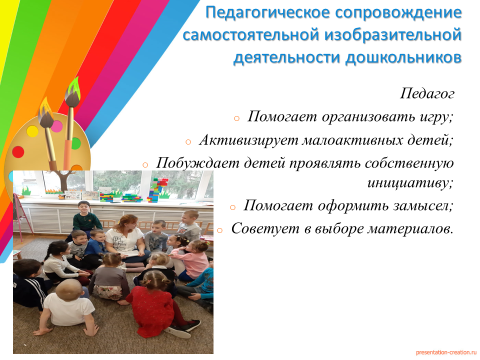 Педагогическое сопровождение
самостоятельной изобразительной
деятельности дошкольников
Педагог
Помогает организовать игру;
Активизирует малоактивных детей;
Побуждает детей проявлять собственную
инициативу;
Помогает оформить замысел;
Советует в выборе материалов.
presentation-creation.ru